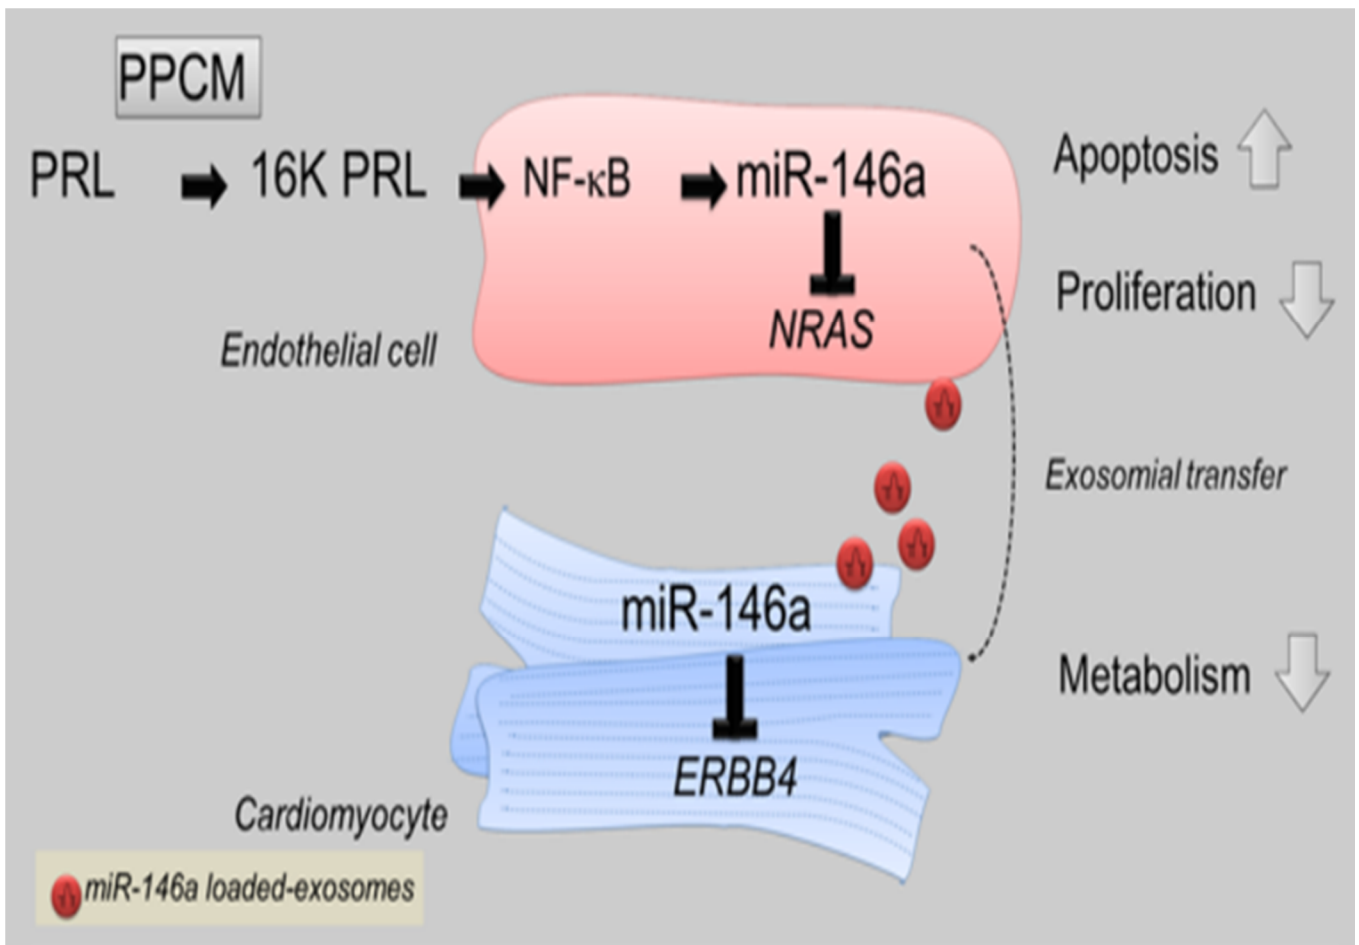 PPCM
PRL 16K PRL NF-κB miR-146a
NRAS
Endothelial cell
Apoptosis
Proliferation
Exosomial transfer
miR-146a
ERBB4
Metabolism
Cardiomyocyte
miR-146a loaded-exosomes